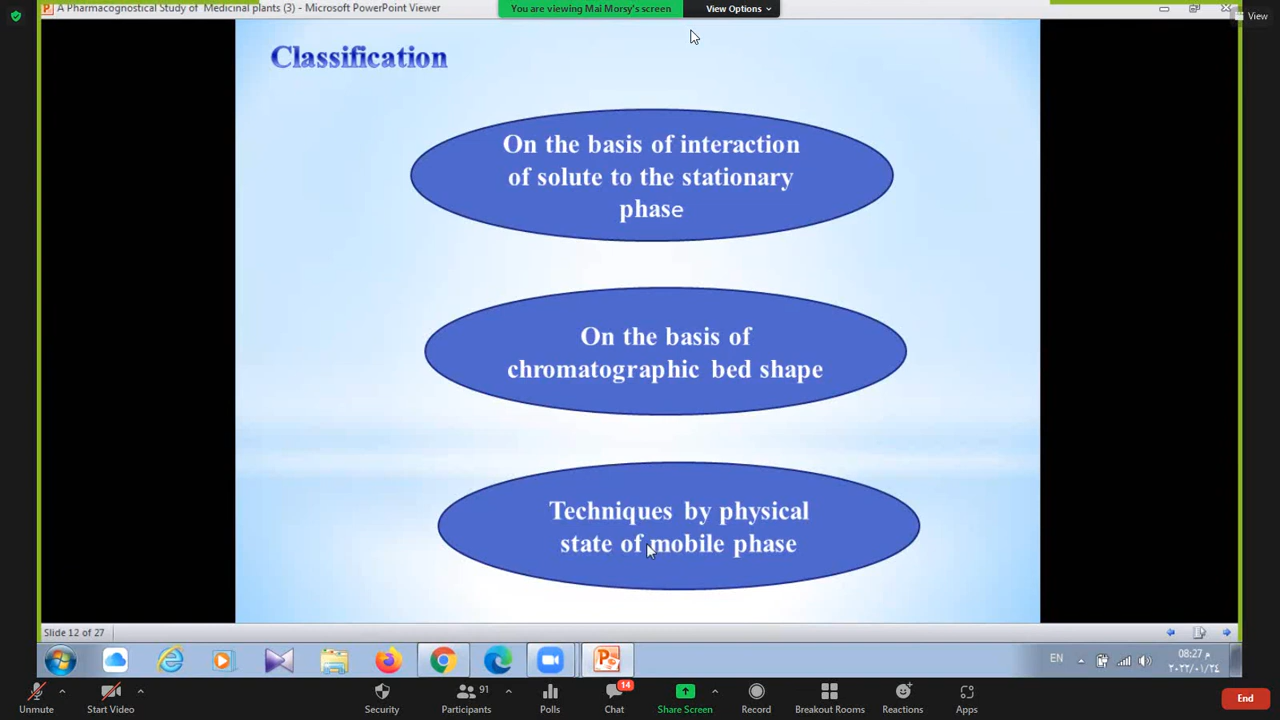 A Pharmacognostical Study of Medicinal plants (3) - Microsoft PowerPoint Viewer
You are viewing Mai Morsy's screen
View Options
View
Classification
On the basis of interaction
of solute to the stationary
phase
On the basis of
chromatographic bed shape
Techniques by physical
state of mobile phase
Slide 12 of 27
EN
08:27 م
٢٠٢٢/٠١/٢٤
Unmute
Start Video
Security
91
Participants
Polls
14
Chat
Share Screen
Record
Breakout Rooms
Reactions
Apps
End